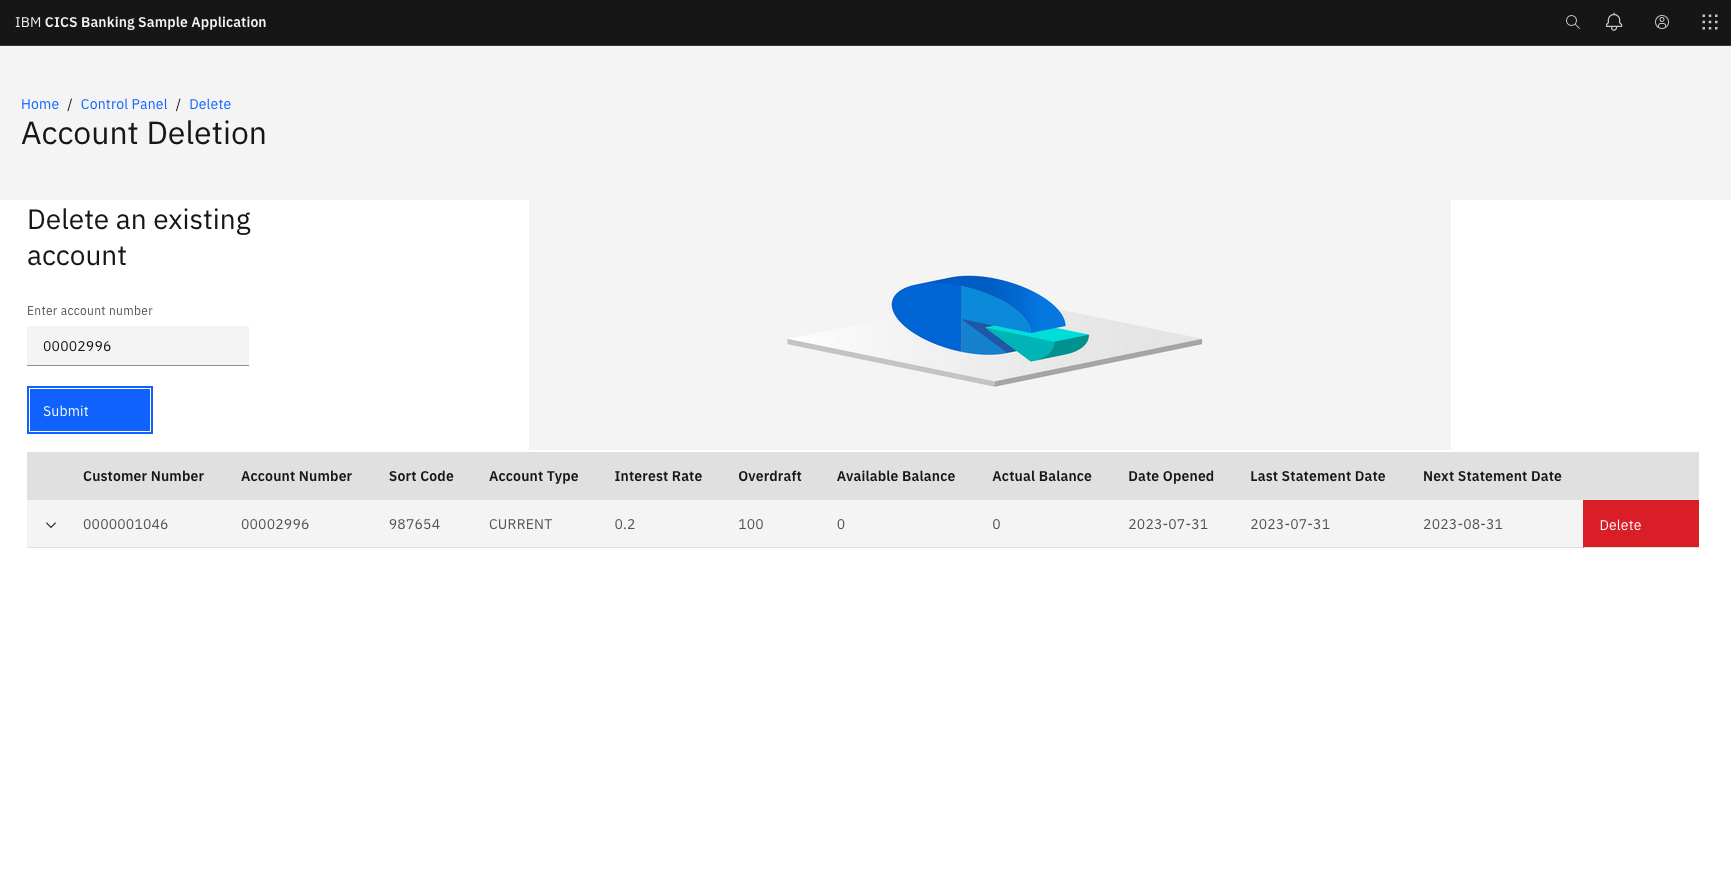 IBM CICS Banking Sample Application
Home / Control Panel / Delete
Account Deletion
Delete an existing
account
Enter account number
00002996
Submit
Customer Number Account Number Sort Code Account Type Interest Rate Overdraft Available Balance Actual Balance Date Opened Last Statement Date Next Statement Date
0000001046 00002996 987654 CURRENT 0.2 100 0 0 2023-07-31 2023-07-31 2023-08-31 Delete